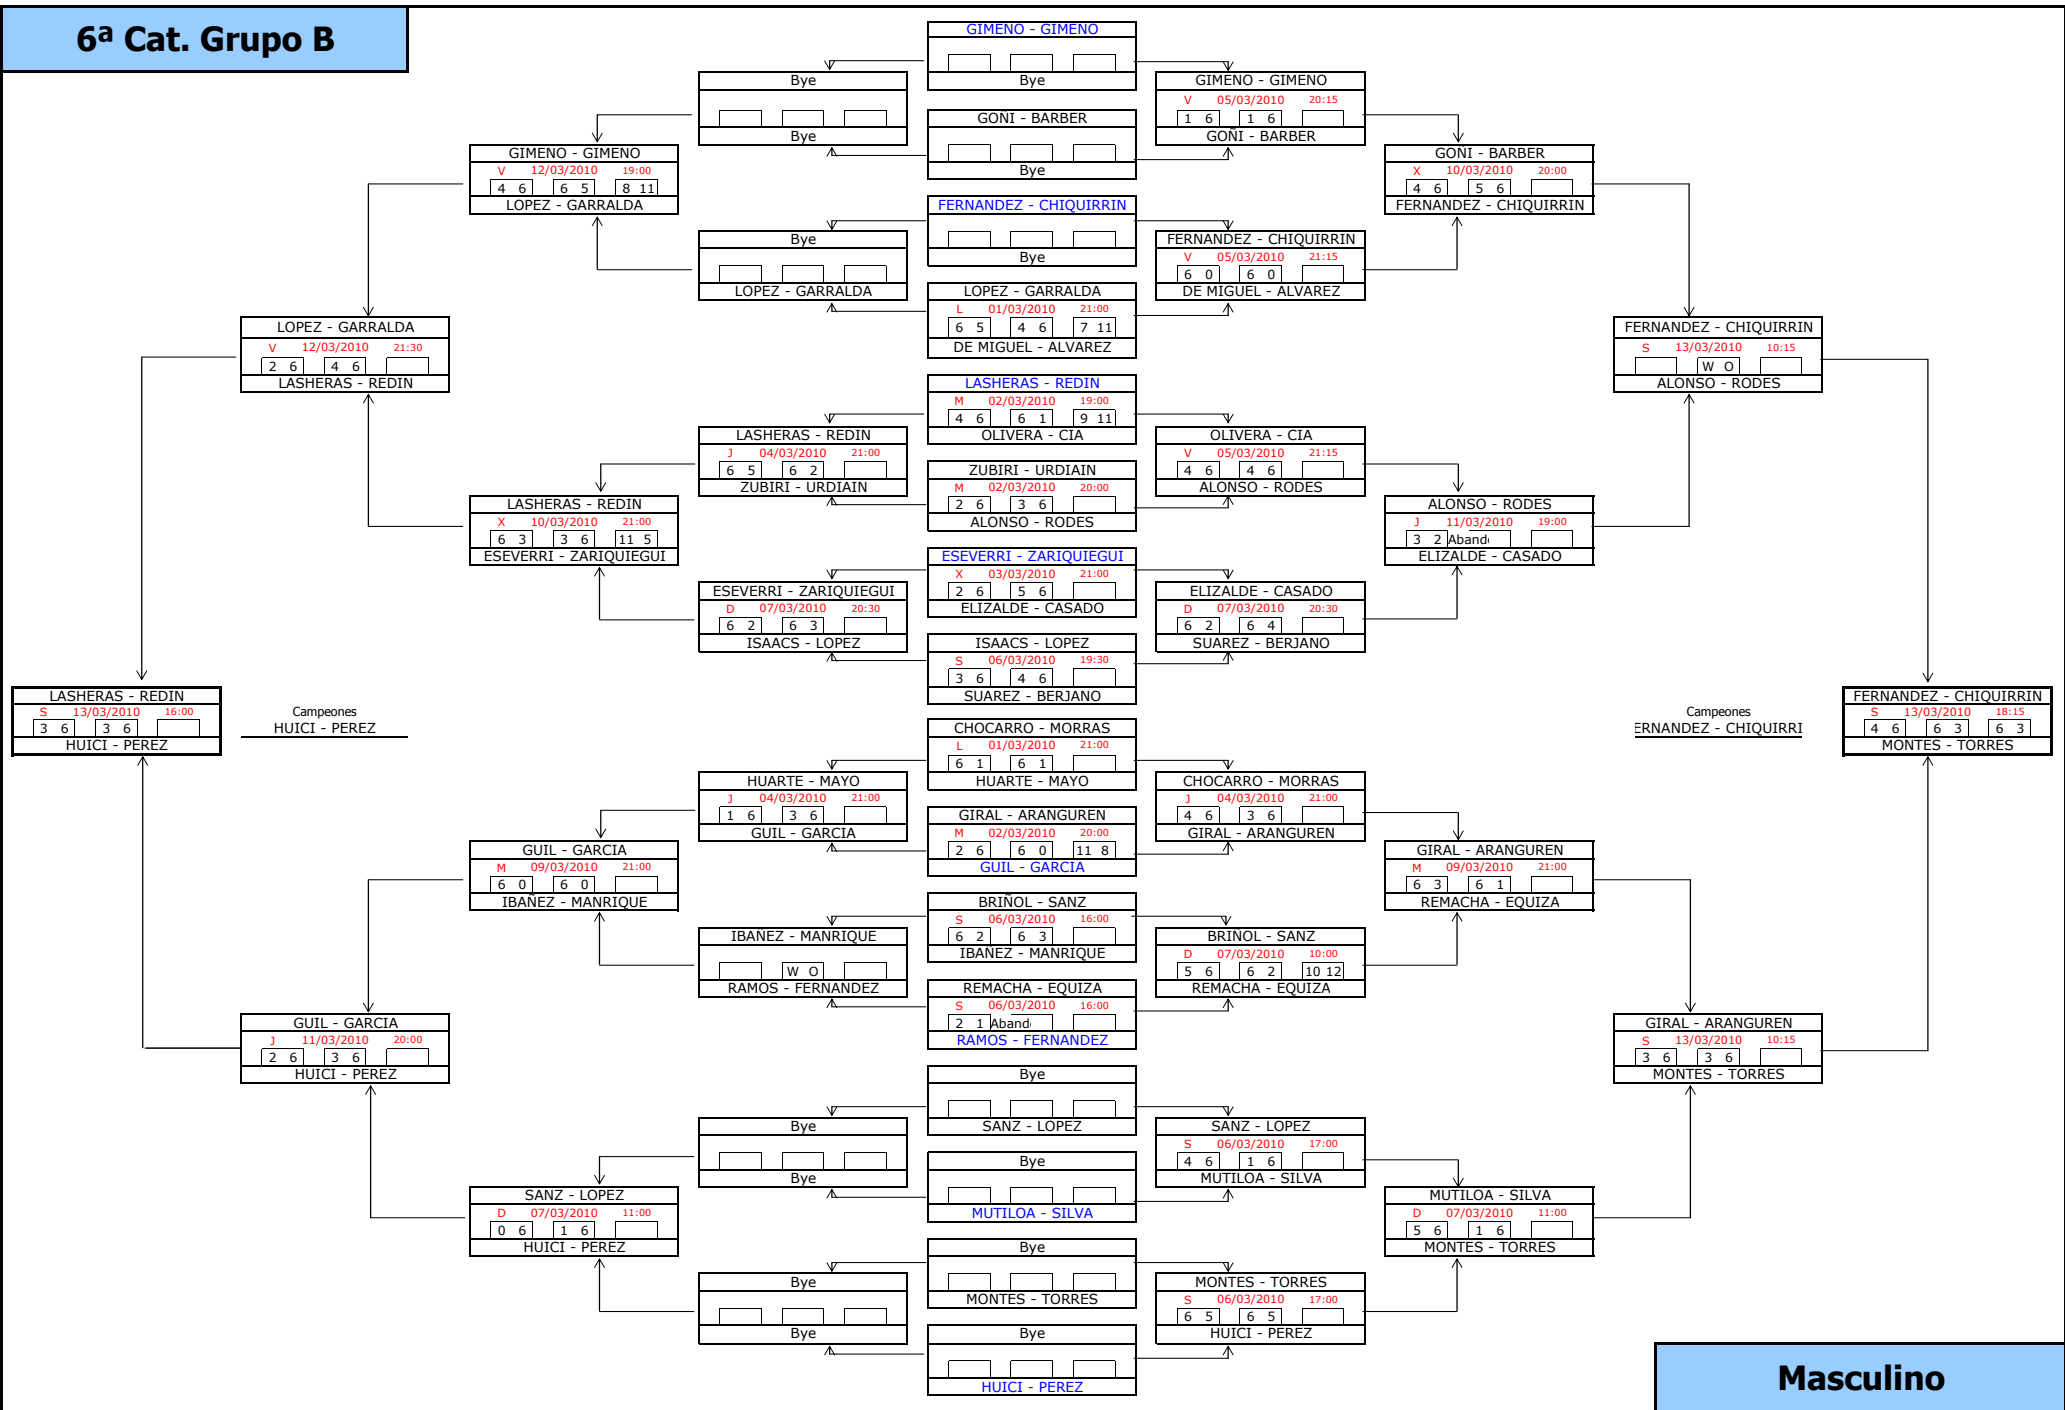 6ª Cat. Grupo B
GIMENO - GIMENO
Bye
GOÑI - BARBER
Bye
FERNANDEZ - CHIQUIRRIN
Bye
LOPEZ - GARRALDA
L 01/03/2010 21:00
6 5 4 6 7 11
DE MIGUEL - ALVAREZ
LASHERAS - REDIN
M 02/03/2010 19:00
4 6 6 1 9 11
OLIVERA - CIA
ZUBIRI - URDIAIN
M 02/03/2010 20:00
2 6 3 6
ALONSO - RODES
ESEVERRI - ZARIQUIEGUI
X 03/03/2010 21:00
2 6 5 6
ELIZALDE - CASADO
ISAACS - LOPEZ
S 06/03/2010 19:30
3 6 4 6
SUAREZ - BERJANO
CHOCARRO - MORRAS
L 01/03/2010 21:00
6 1 6 1
HUARTE - MAYO
GIRAL - ARANGUREN
M 02/03/2010 20:00
2 6 6 0 11 8
GUIL - GARCIA
BRIÑOL - SANZ
S 06/03/2010 16:00
6 2 6 3
IBAÑEZ - MANRIQUE
REMACHA - EQUIZA
S 06/03/2010 16:00
2 1 Aband
RAMOS - FERNANDEZ
Bye
SANZ - LOPEZ
Bye
MUTILOA - SILVA
Bye
MONTES - TORRES
Bye
HUICI - PEREZ
Bye
Bye
Bye
LOPEZ - GARRALDA
LASHERAS - REDIN
J 04/03/2010 21:00
6 5 6 2
ZUBIRI - URDIAIN
ESEVERRI - ZARIQUIEGUI
D 07/03/2010 20:30
6 2 6 3
ISAACS - LOPEZ
HUARTE - MAYO
J 04/03/2010 21:00
1 6 3 6
GUIL - GARCIA
IBAÑEZ - MANRIQUE
W O
RAMOS - FERNANDEZ
Bye
Bye
Bye
Bye
GIMENO - GIMENO
V 12/03/2010 19:00
4 6 6 5 8 11
LOPEZ - GARRALDA
LASHERAS - REDIN
X 10/03/2010 21:00
6 3 3 6 11 5
ESEVERRI - ZARIQUIEGUI
GUIL - GARCIA
M 09/03/2010 21:00
6 0 6 0
IBAÑEZ - MANRIQUE
SANZ - LOPEZ
D 07/03/2010 11:00
0 6 1 6
HUICI - PEREZ
LOPEZ - GARRALDA
V 12/03/2010 21:30
2 6 4 6
LASHERAS - REDIN
GUIL - GARCIA
J 11/03/2010 20:00
2 6 3 6
HUICI - PEREZ
LASHERAS - REDIN
S 13/03/2010 16:00
3 6 3 6
HUICI - PEREZ
Campeones
HUICI - PEREZ
GIMENO - GIMENO
V 05/03/2010 20:15
1 6 1 6
GOÑI - BARBER
FERNANDEZ - CHIQUIRRIN
V 05/03/2010 21:15
6 0 6 0
DE MIGUEL - ALVAREZ
OLIVERA - CIA
V 05/03/2010 21:15
4 6 4 6
ALONSO - RODES
ELIZALDE - CASADO
D 07/03/2010 20:30
6 2 6 4
SUAREZ - BERJANO
CHOCARRO - MORRAS
J 04/03/2010 21:00
4 6 3 6
GIRAL - ARANGUREN
BRIÑOL - SANZ
D 07/03/2010 10:00
5 6 6 2 10 12
REMACHA - EQUIZA
SANZ - LOPEZ
S 06/03/2010 17:00
4 6 1 6
MUTILOA - SILVA
MONTES - TORRES
S 06/03/2010 17:00
6 5 6 5
HUICI - PEREZ
GOÑI - BARBER
X 10/03/2010 20:00
4 6 5 6
FERNANDEZ - CHIQUIRRIN
ALONSO - RODES
J 11/03/2010 19:00
3 2 Aband
ELIZALDE - CASADO
GIRAL - ARANGUREN
M 09/03/2010 21:00
6 3 6 1
REMACHA - EQUIZA
MUTILOA - SILVA
D 07/03/2010 11:00
5 6 1 6
MONTES - TORRES
FERNANDEZ - CHIQUIRRIN
S 13/03/2010 10:15
W O
ALONSO - RODES
GIRAL - ARANGUREN
S 13/03/2010 10:15
3 6 3 6
MONTES - TORRES
Campeones
ERNANDEZ - CHIQUIRRI
FERNANDEZ - CHIQUIRRIN
S 13/03/2010 18:15
4 6 6 3 6 3
MONTES - TORRES
Masculino